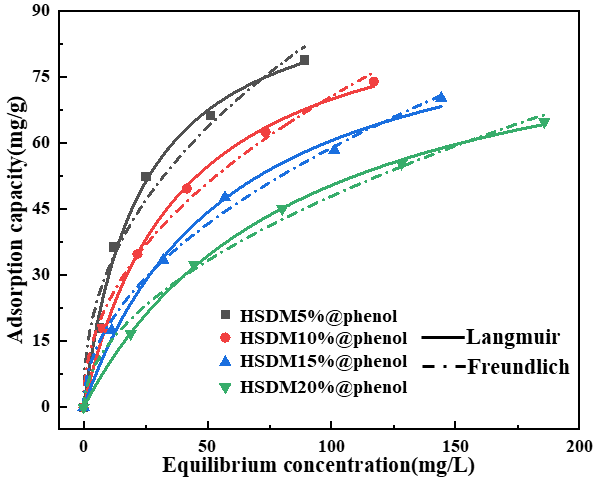 90
75
60
45
30
15
0
Adsorption capacity(mg/g)
HSDM5%@phenol
HSDM10%@phenol
HSDM15%@phenol
HSDM20%@phenol
Langmuir
Freundlich
0 50 100 150 200
Equilibrium concentration(mg/L)